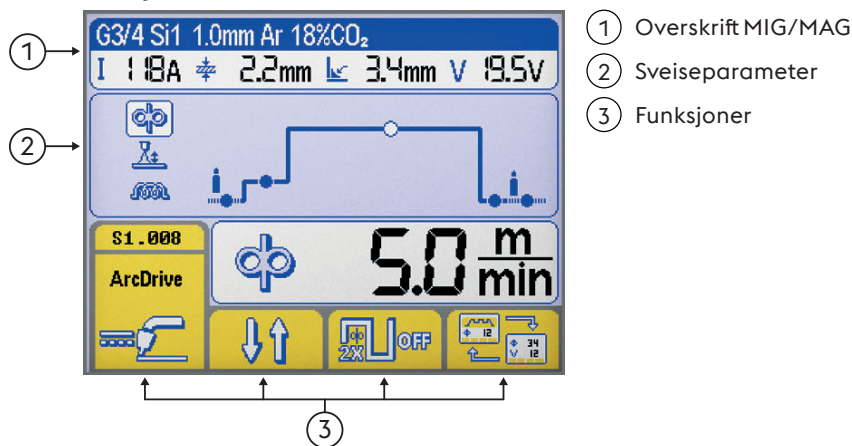 G3/4 Si1 1.0mm Ar 18%CO₂
I 118A 2.2mm 3.4mm V 19.5V
S1.008
ArcDrive
5.0 m/min
2X OFF
12
34
V 12
1 Overskrift MIG/MAG
2 Sveiseparameter
3 Funksjoner
1
2
3